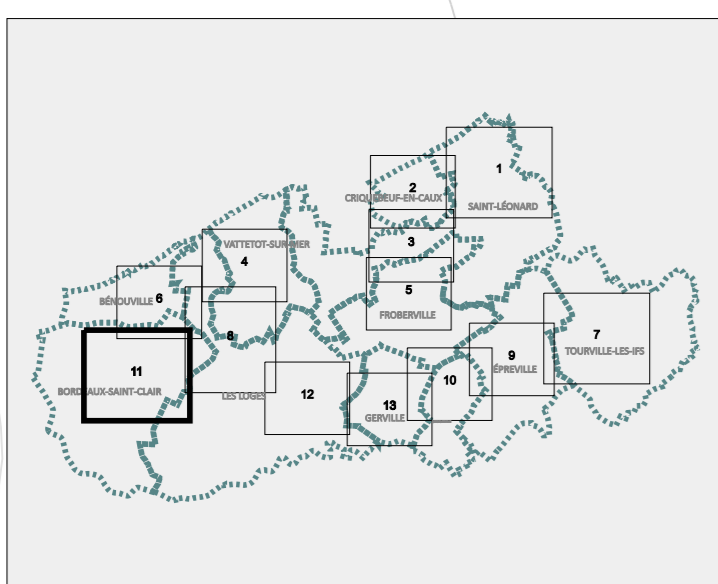 1
2
CRIQUEBEUF-EN-CAUX
SAINT-LÉONARD
3
VATTETOT-SUR-MER
4
5
BÉNOUVILLE
6
FROBERVILLE
8
7
TOURVILLE-LES-IFS
9
ÉPREVILLE
11
10
BORDEAUX-SAINT-CLAIR
LES LOGES
12
13
GERVILLE